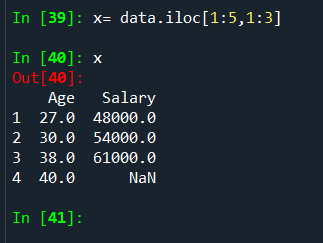 In [39]: x= data.iloc[1:5,1:3]
In [40]: x
Out[40]:
Age Salary
1 27.0 48000.0
2 30.0 54000.0
3 38.0 61000.0
4 40.0 NaN
In [41]: